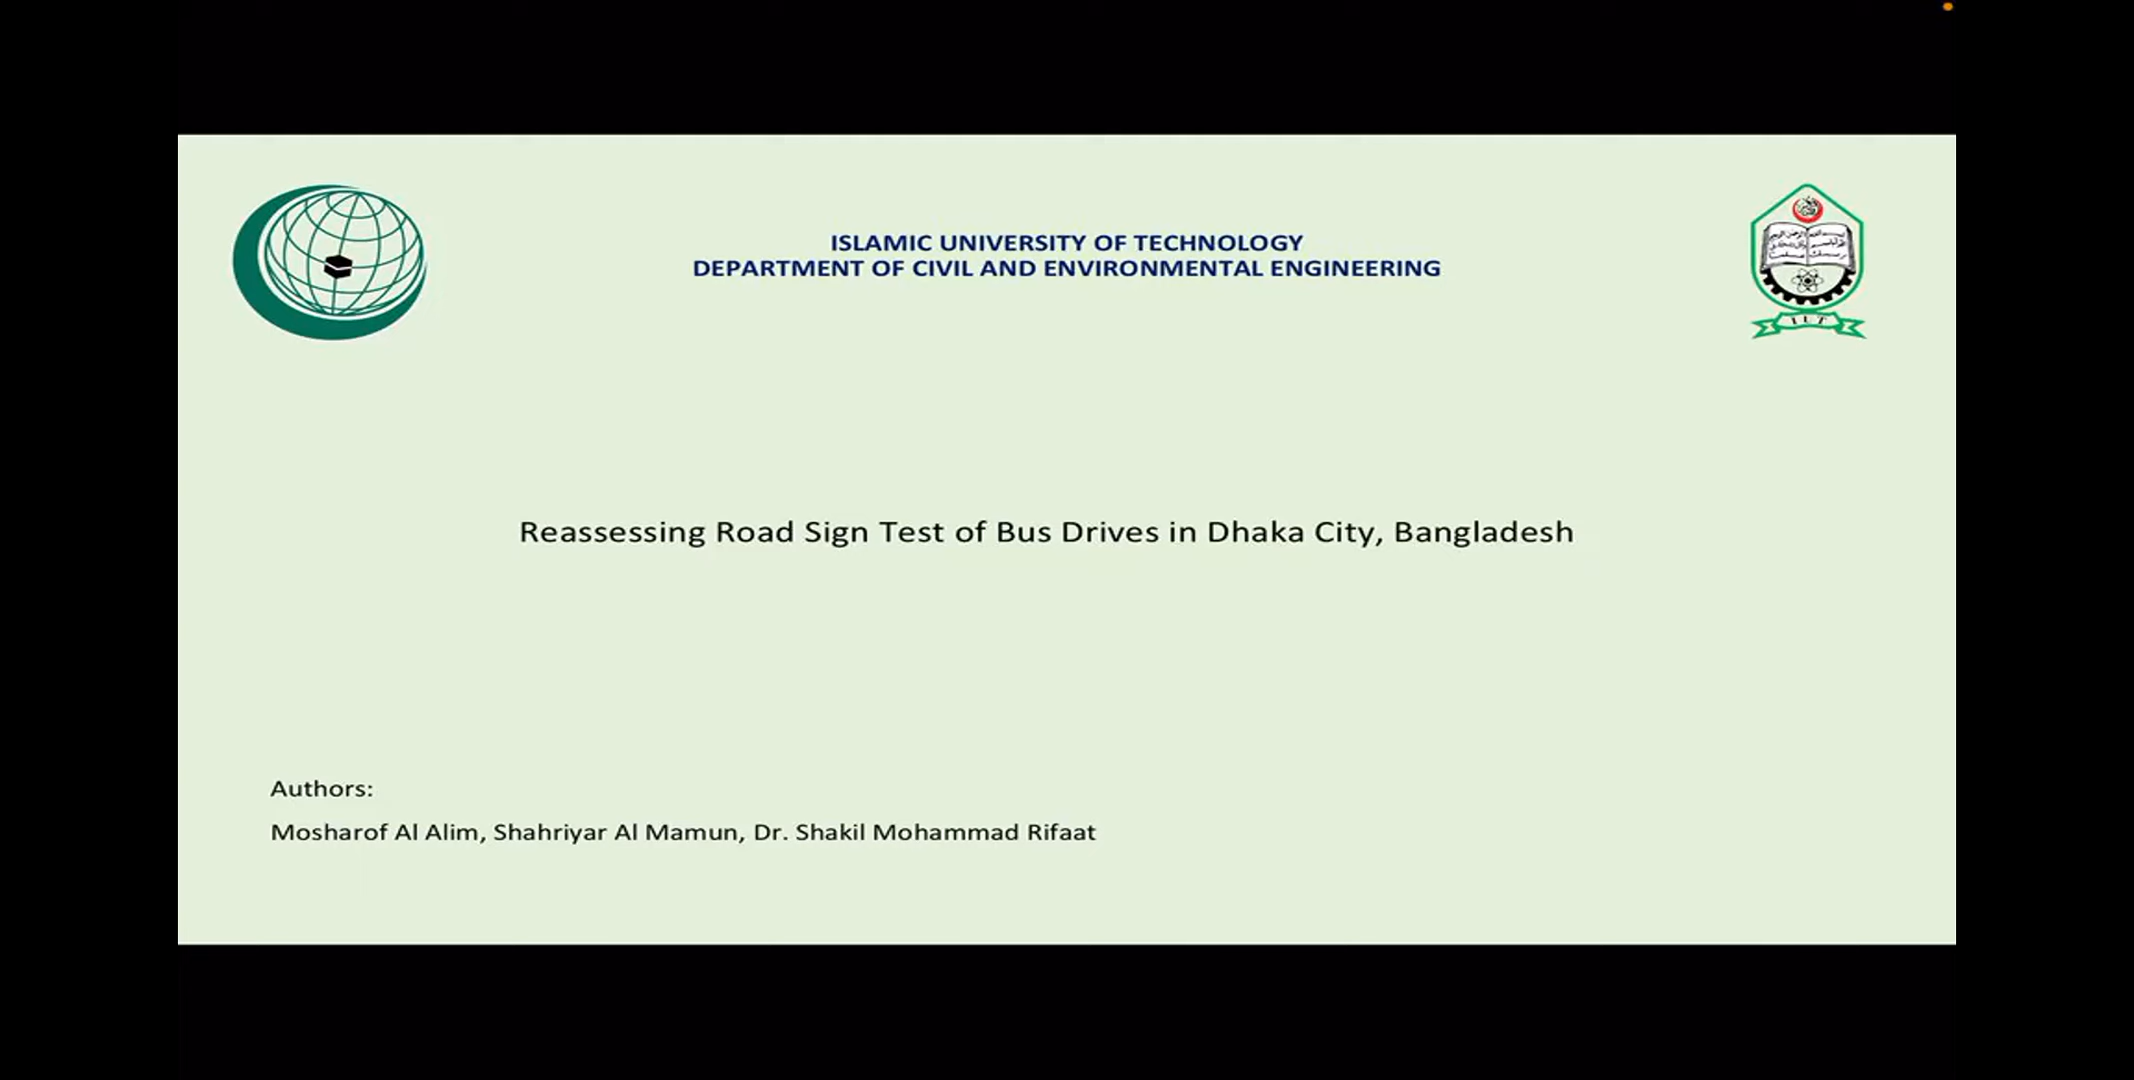 ISLAMIC UNIVERSITY OF TECHNOLOGY
DEPARTMENT OF CIVIL AND ENVIRONMENTAL ENGINEERING
IUT
Reassessing Road Sign Test of Bus Drives in Dhaka City, Bangladesh
Authors:
Mosharof Al Alim, Shahriyar Al Mamun, Dr. Shakil Mohammad Rifaat